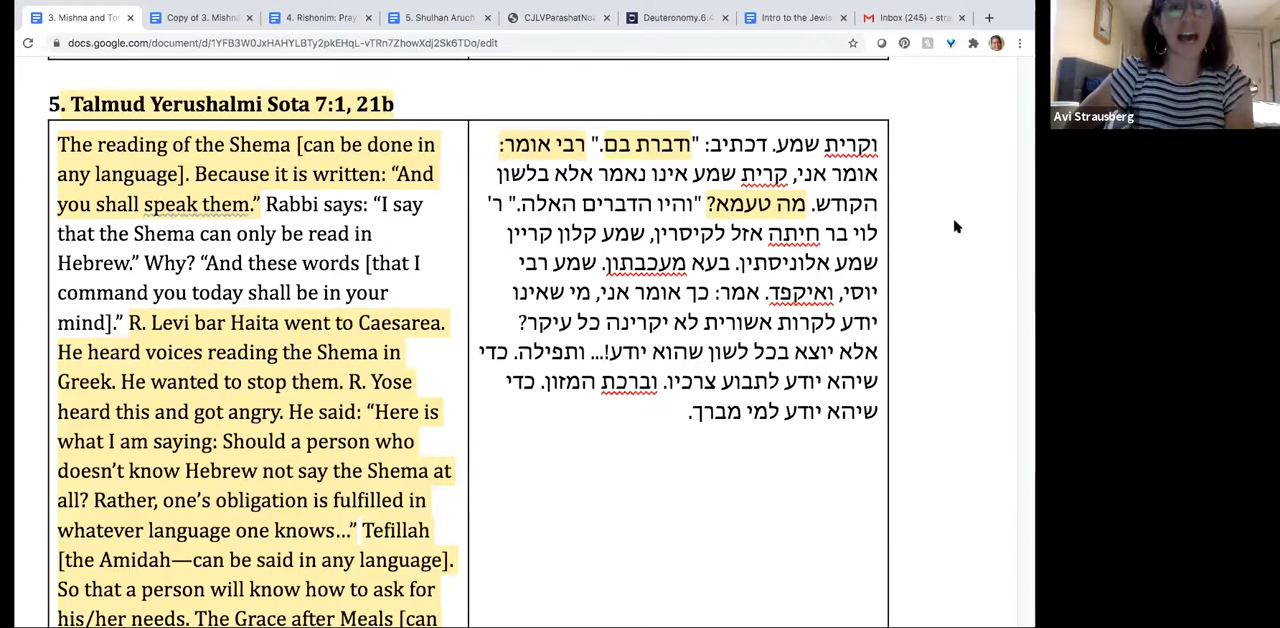 3. Mishna and To
Copy of 3. Mishn
4. Rishonim: Pray
5. Shulhan Aruch
CJLVParashatNo
Deuteronomy.6.
Intro to the Jewis
Inbox (245) - stra
docs.google.com/document/d/1YFB3W0JxHAHYLBTy2pkEHqL-vTRn7ZhowXdj2Sk6TDo/edit
Avi Strausberg
5. Talmud Yerushalmi Sota 7:1, 21b
The reading of the Shema [can be done in
any language]. Because it is written: “And
you shall speak them.” Rabbi says: “I say
that the Shema can only be read in
Hebrew.” Why? “And these words [that I
command you today shall be in your
mind].” R. Levi bar Haita went to Caesarea.
He heard voices reading the Shema in
Greek. He wanted to stop them. R. Yose
heard this and got angry. He said: “Here is
what I am saying: Should a person who
doesn’t know Hebrew not say the Shema at
all? Rather, one’s obligation is fulfilled in
whatever language one knows…” Tefillah
[the Amidah—can be said in any language].
So that a person will know how to ask for
his/her needs. The Grace after Meals [can
וקרית שמע. דכתיב: "ודברת בם." רבי אומר:
אומר אני, קרית שמע אינו נאמר אלא בלשון
הקודש. מה טעמא? "והיו הדברים האלה." ר'
לוי בר חיתה אזל לקיסרין, שמע קלון קריין
שמע אלוניסתין. בעא מעכבתון. שמע רבי
יוסי, ואיקפד. אמר: כך אומר אני, מי שאינו
יודע לקרות אשורית לא יקרינה כל עיקר?
אלא יוצא בכל לשון שהוא יודע!... ותפילה. כדי
שיהא יודע לתבוע צרכיו. וברכת המזון. כדי
שיהא יודע למי מברך.